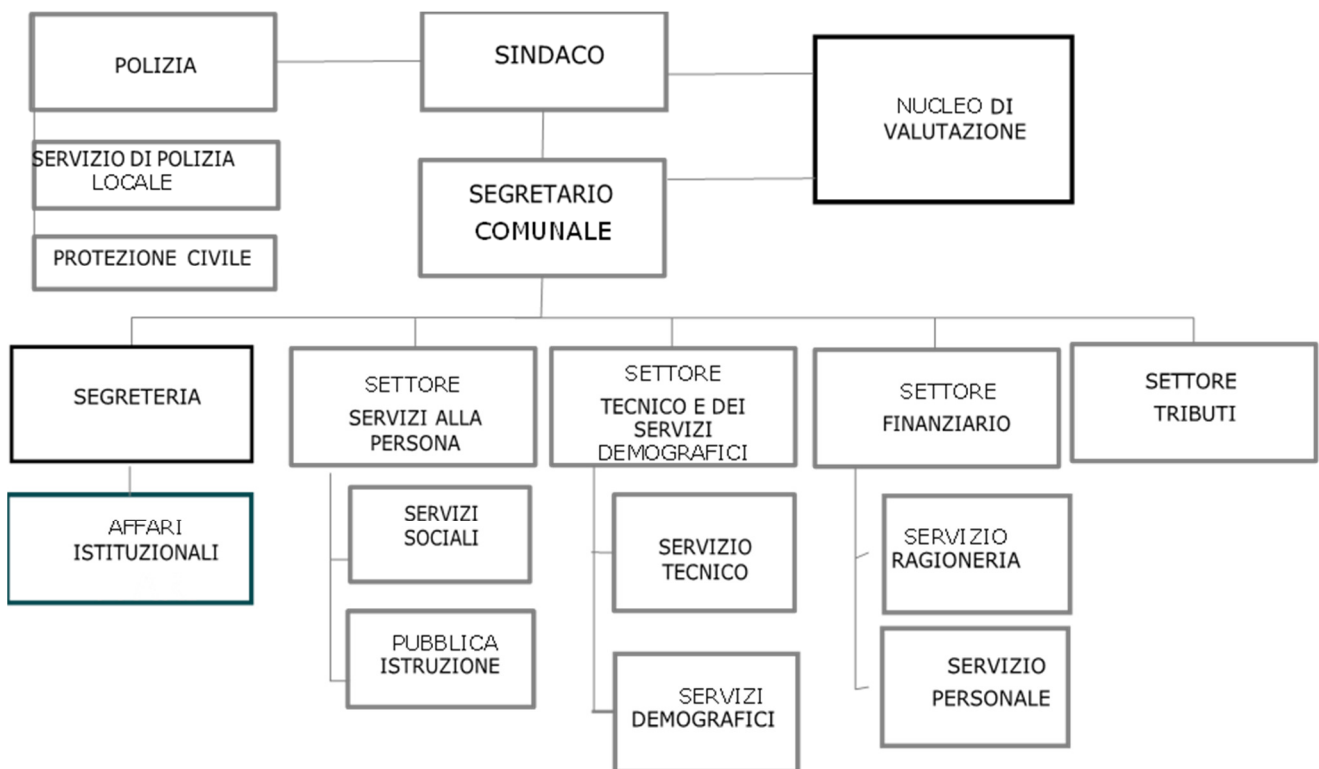 POLIZIA
SINDACO
NUCLEO DI
VALUTAZIONE
SERVIZIO DI POLIZIA
LOCALE
SEGRETARIO
COMUNALE
PROTEZIONE CIVILE
SEGRETERIA
SETTORE
SERVIZI ALLA
PERSONA
SETTORE
TECNICO E DEI
SERVIZI
DEMOGRAFICI
SETTORE
FINANZIARIO
SETTORE
TRIBUTI
AFFARI
ISTITUZIONALI
SERVIZI
SOCIALI
SERVIZIO
TECNICO
SERVIZIO
RAGIONERIA
PUBBLICA
ISTRUZIONE
SERVIZI
DEMOGRAFICI
SERVIZIO
PERSONALE